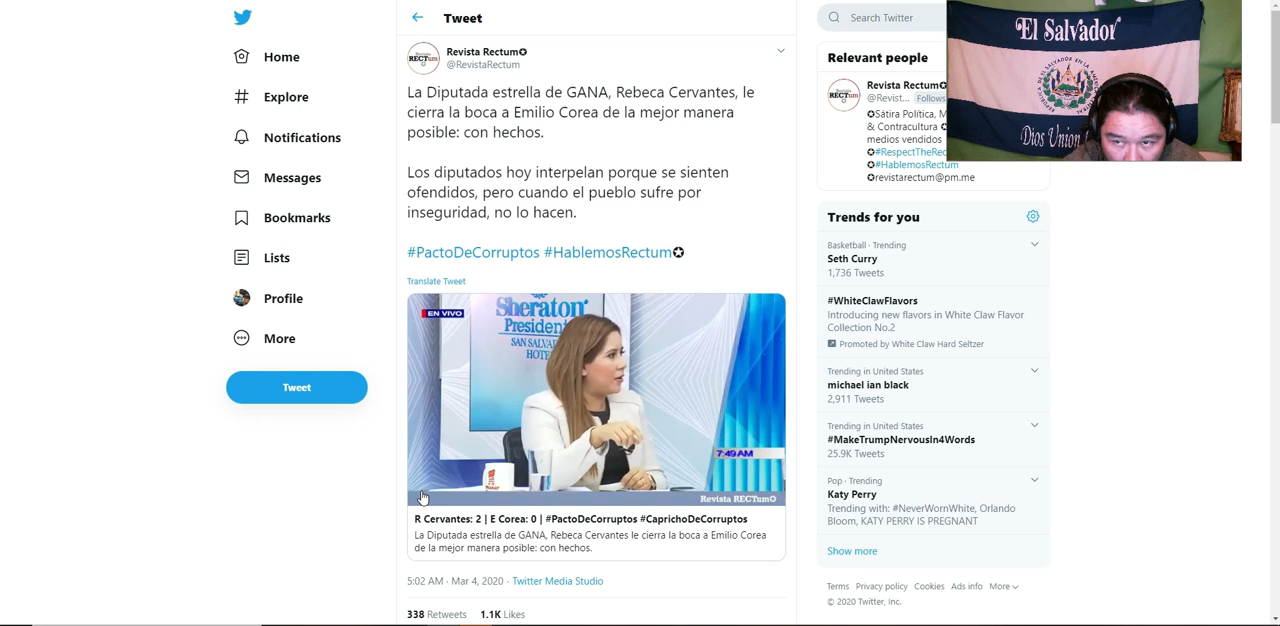 Home
Explore
Notifications
Messages
Bookmarks
Lists
Profile
More
Tweet
Tweet
RECTum
Revista Rectum✪
@RevistaRectum
La Diputada estrella de GANA, Rebeca Cervantes, le
cierra la boca a Emilio Corea de la mejor manera
posible: con hechos.
Los diputados hoy interpelan porque se sienten
ofendidos, pero cuando el pueblo sufre por
inseguridad, no lo hacen.
#PactoDeCorruptos #HablemosRectum✪
Translate Tweet
EN VIVO
Sheraton
Presiden
SAN SALVA
HOTE
7:49AM
Revista RECTum✪
R Cervantes: 2 | E Corea: 0 | #PactoDeCorruptos #CaprichoDeCorruptos
La Diputada estrella de GANA, Rebeca Cervantes le cierra la boca a Emilio Corea
de la mejor manera posible: con hechos.
5:02 AM · Mar 4, 2020 · Twitter Media Studio
338 Retweets 1.1K Likes
Search Twitter
Relevant people
RECTum
Revista Rectum✪
@Revist... Follows
✪Sátira Política, M
& Contracultura ✪
medios vendidos
✪#RespectTheRec
✪#HablemosRectum
✪revistarectum@pm.me
Trends for you
Basketball · Trending
Seth Curry
1,736 Tweets
#WhiteClawFlavors
Introducing new flavors in White Claw Flavor
Collection No.2
Promoted by White Claw Hard Seltzer
Trending in United States
michael ian black
2,911 Tweets
Trending in United States
#MakeTrumpNervousIn4Words
25.9K Tweets
Pop · Trending
Katy Perry
Trending with: #NeverWornWhite, Orlando
Bloom, KATY PERRY IS PREGNANT
Show more
Terms Privacy policy Cookies Ads info More
© 2020 Twitter, Inc.
El Salvador
Dios Union